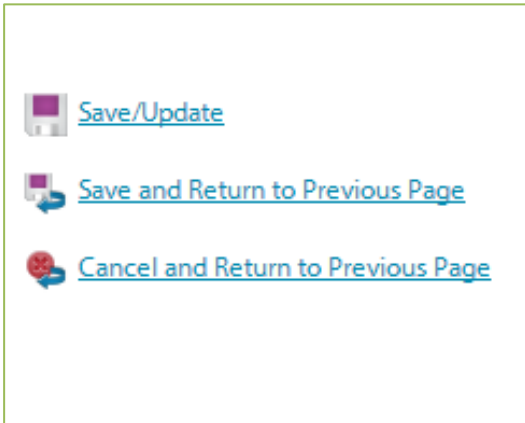 Save/Update
Save and Return to Previous Page
Cancel and Return to Previous Page